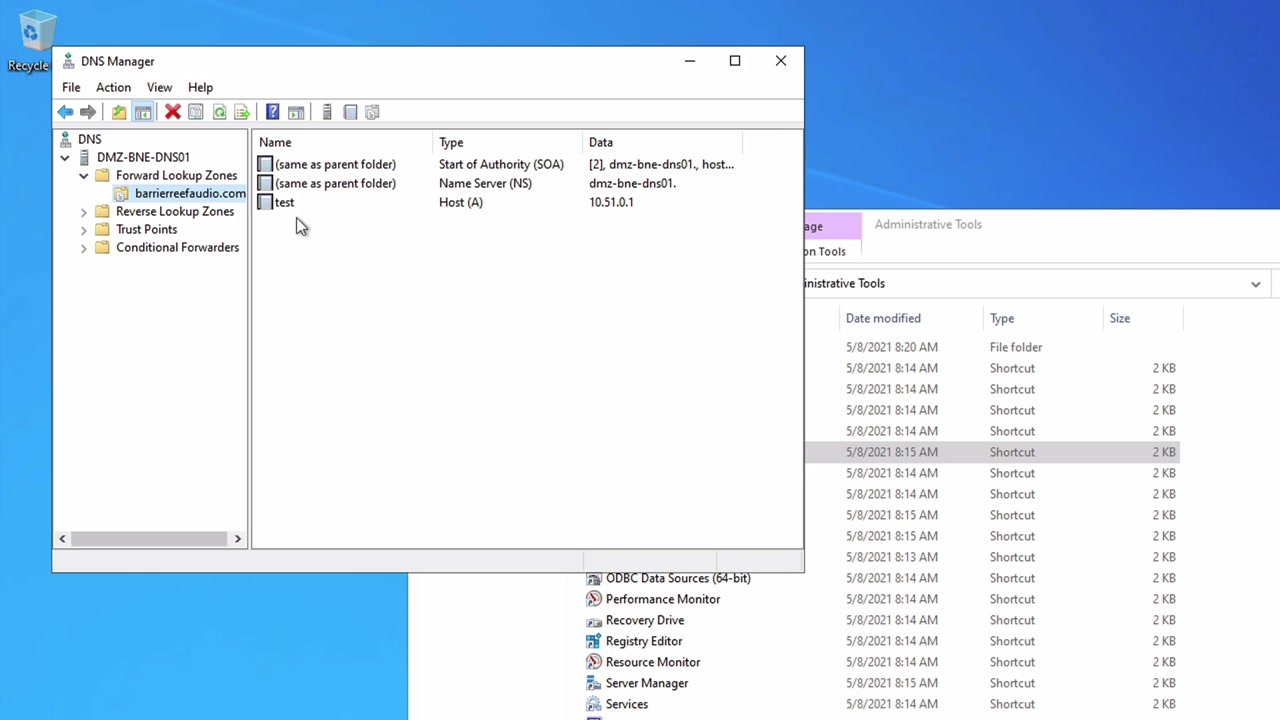 Recycle
DNS Manager
File Action View Help
DNS
DMZ-BNE-DNS01
Forward Lookup Zones
barrierreefaudio.com
Reverse Lookup Zones
Trust Points
Conditional Forwarders
Name Type Data
(same as parent folder) Start of Authority (SOA) [2], dmz-bne-dns01., host...
(same as parent folder) Name Server (NS) dmz-bne-dns01.
test Host (A) 10.51.0.1
age Administrative Tools
on Tools
inistrative Tools
Date modified Type Size
5/8/2021 8:20 AM File folder
5/8/2021 8:14 AM Shortcut 2 KB
5/8/2021 8:14 AM Shortcut 2 KB
5/8/2021 8:14 AM Shortcut 2 KB
5/8/2021 8:14 AM Shortcut 2 KB
5/8/2021 8:15 AM Shortcut 2 KB
5/8/2021 8:14 AM Shortcut 2 KB
5/8/2021 8:14 AM Shortcut 2 KB
5/8/2021 8:15 AM Shortcut 2 KB
5/8/2021 8:15 AM Shortcut 2 KB
5/8/2021 8:13 AM Shortcut 2 KB
ODBC Data Sources (64-bit) 5/8/2021 8:14 AM Shortcut 2 KB
Performance Monitor 5/8/2021 8:14 AM Shortcut 2 KB
Recovery Drive 5/8/2021 8:15 AM Shortcut 2 KB
Registry Editor 5/8/2021 8:14 AM Shortcut 2 KB
Resource Monitor 5/8/2021 8:14 AM Shortcut 2 KB
Server Manager 5/8/2021 8:15 AM Shortcut 2 KB
Services 5/8/2021 8:14 AM Shortcut 2 KB